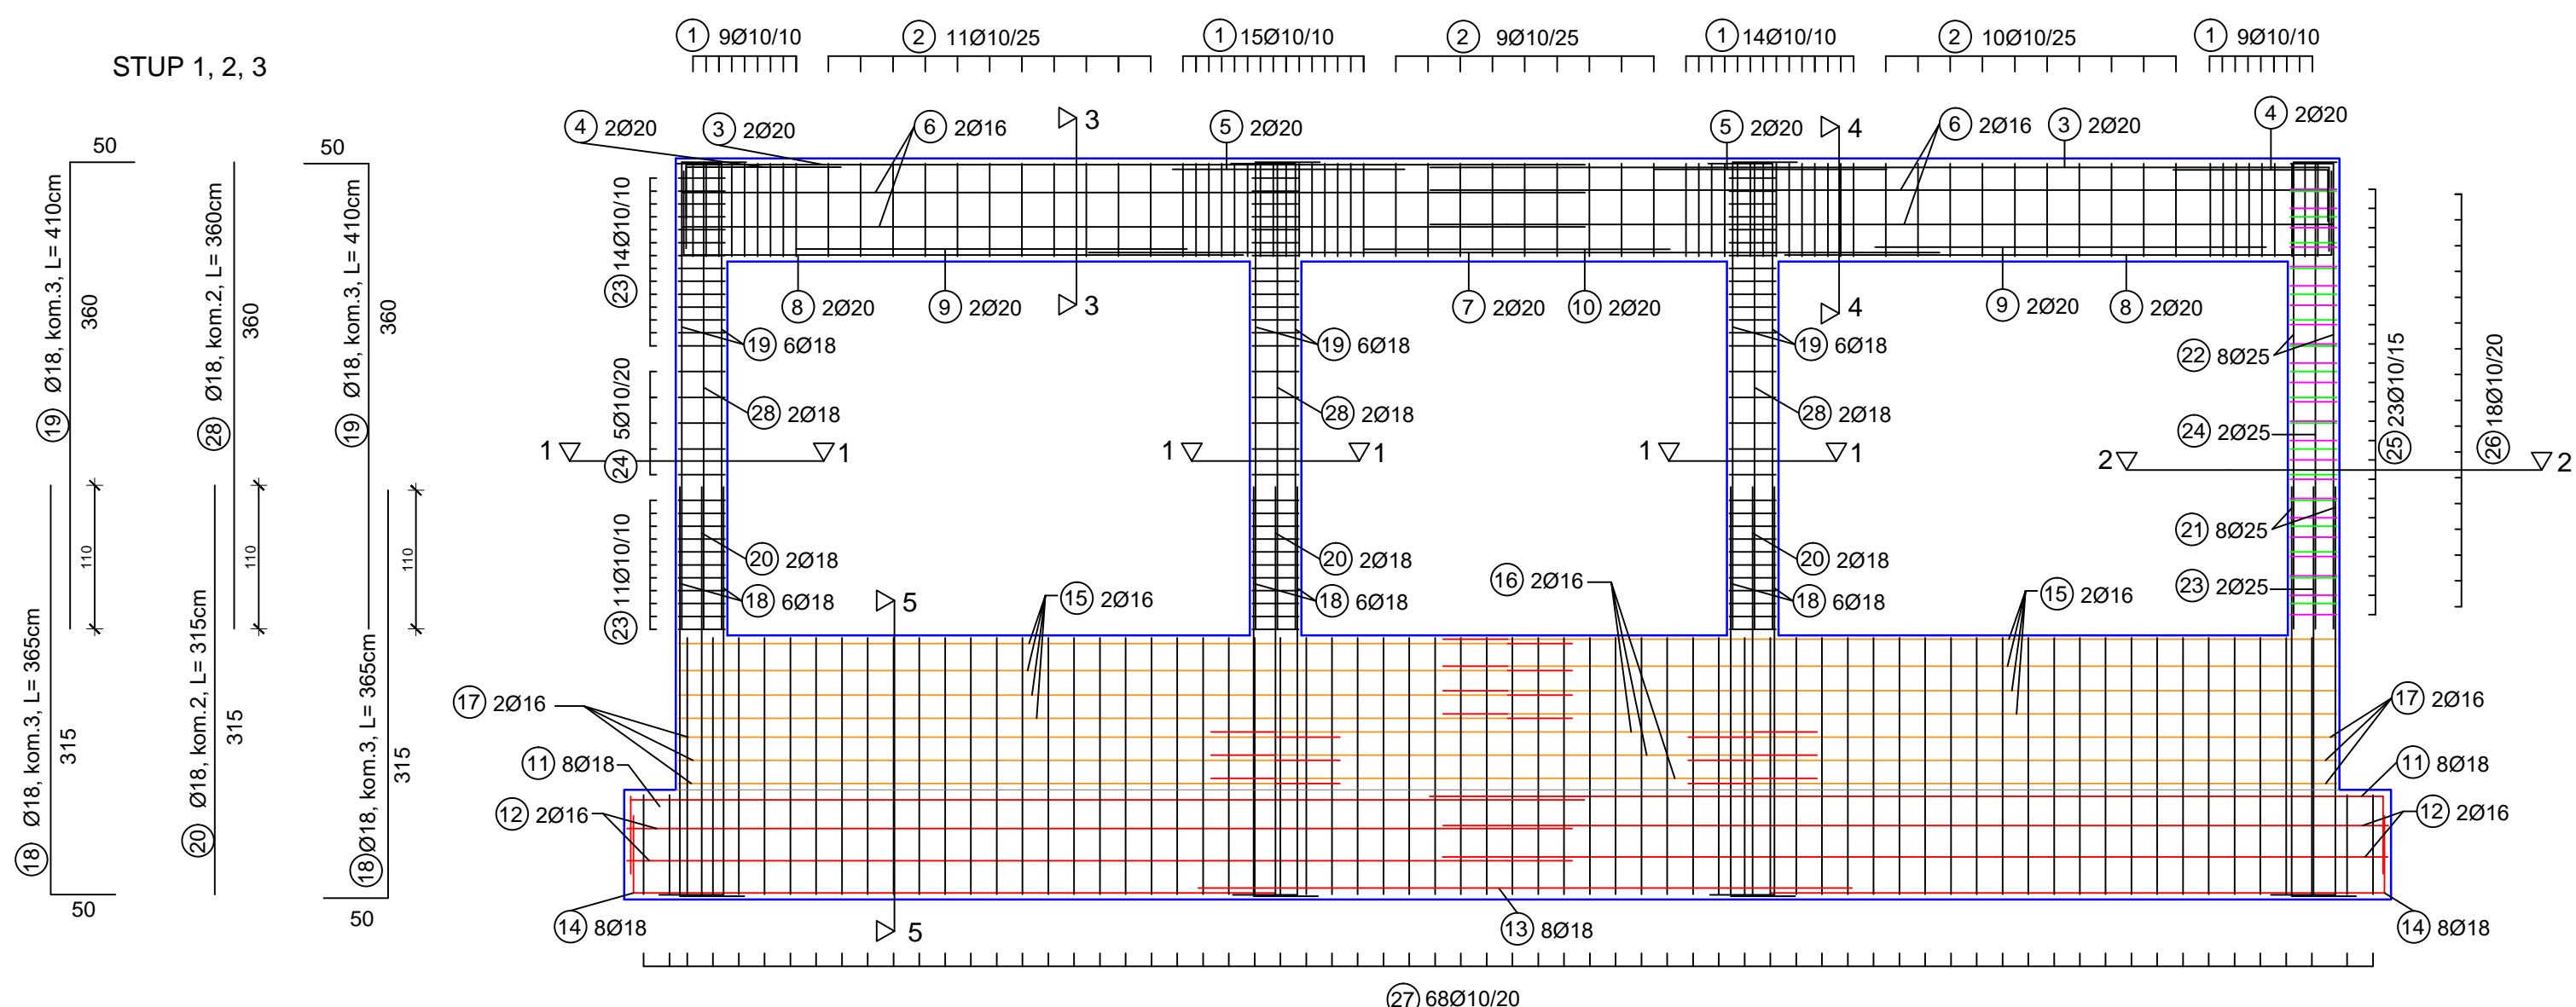 1 9Ø10/10
2 11Ø10/25
1 15Ø10/10
2 9Ø10/25
1 14Ø10/10
2 10Ø10/25
1 9Ø10/10
STUP 1, 2, 3
4 2Ø20
3 2Ø20
6 2Ø16
3
5 2Ø20
5 2Ø20
4
6 2Ø16
3 2Ø20
4 2Ø20
50
50
19 Ø18, kom.3, L= 410cm
360
28 Ø18, kom.2, L= 360cm
360
19 Ø18, kom.3, L= 410cm
360
23 14Ø10/10
8 2Ø20
9 2Ø20
3
7 2Ø20
10 2Ø20
4
9 2Ø20
8 2Ø20
19 6Ø18
19 6Ø18
19 6Ø18
22 8Ø25
25 23Ø10/15
26 18Ø10/20
24 5Ø10/20
28 2Ø18
28 2Ø18
28 2Ø18
24 2Ø25
1
1
1
1
1
1
2
2
110
110
110
23 11Ø10/10
20 2Ø18
20 2Ø18
20 2Ø18
21 8Ø25
16 2Ø16
23 2Ø25
18 6Ø18
5
15 2Ø16
18 6Ø18
18 6Ø18
15 2Ø16
18 Ø18, kom.3, L= 365cm
315
20 Ø18, kom.2, L= 315cm
315
18 Ø18, kom.3, L= 365cm
315
17 2Ø16
17 2Ø16
11 8Ø18
11 8Ø18
12 2Ø16
12 2Ø16
50
50
14 8Ø18
5
13 8Ø18
14 8Ø18
27 68Ø10/20